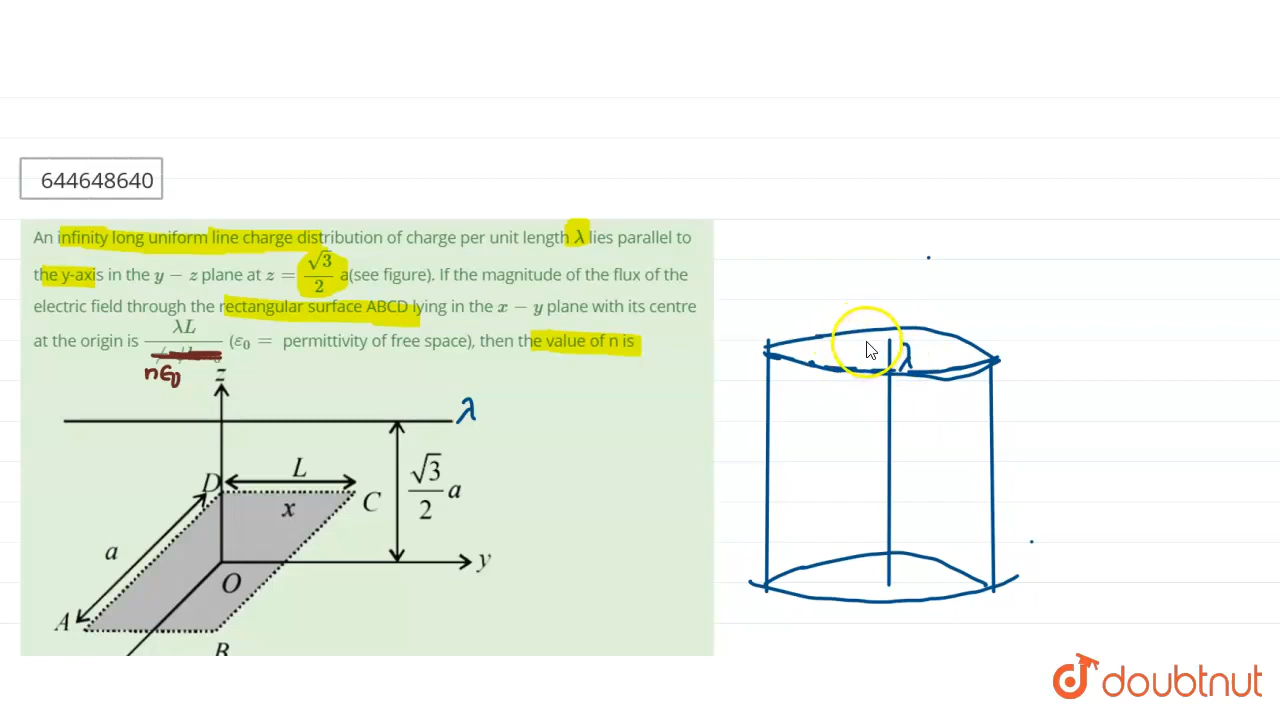 644648640
An infinity long uniform line charge distribution of charge per unit length λ lies parallel to
the y-axis in the y − z plane at z = √3/2 a(see figure). If the magnitude of the flux of the
electric field through the rectangular surface ABCD lying in the x − y plane with its centre
at the origin is λL/nε0 (ε0 = permittivity of free space), then the value of n is
z
λ
λ
D
L
C
x
√3/2 a
a
O
y
A
B
doubtnut